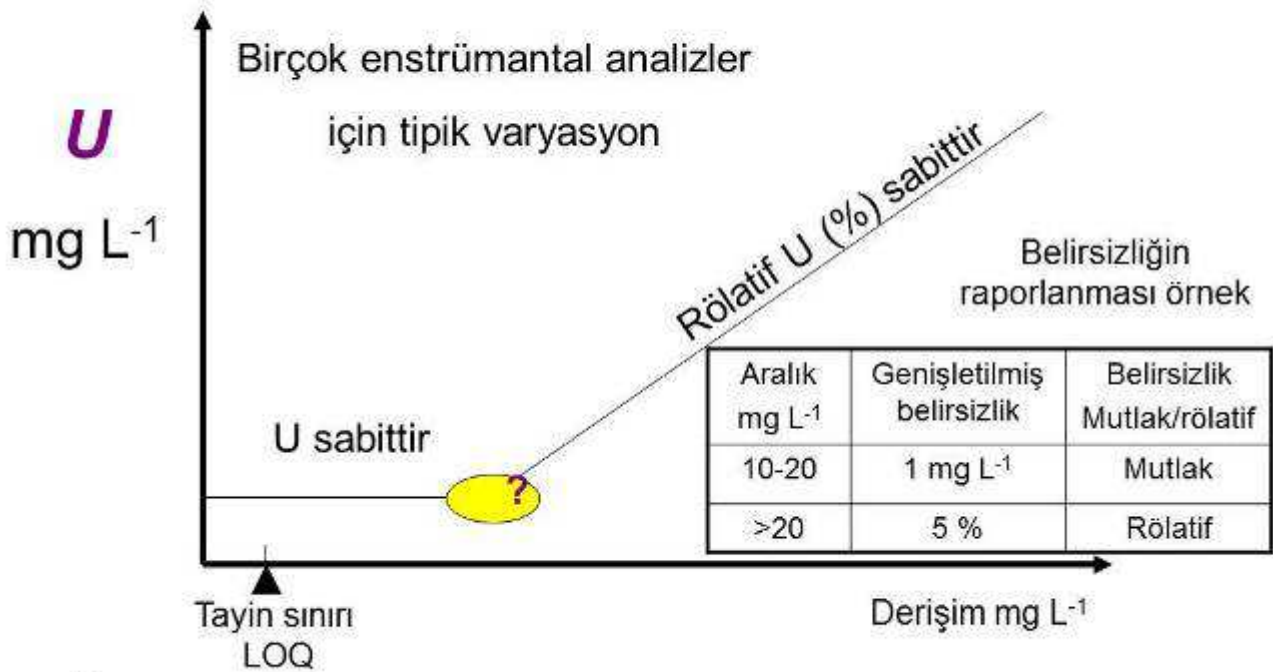 Birçok enstrümantal analizler
için tipik varyasyon
U
mg L-1
Rölatif U (%) sabittir
Belirsizliğin
raporlanması örnek
U sabittir
?
Aralık mg L-1 Genişletilmiş belirsizlik Belirsizlik Mutlak/rölatif
10-20 1 mg L-1 Mutlak
>20 5 % Rölatif
Tayin sınırı
LOQ
Derişim mg L-1